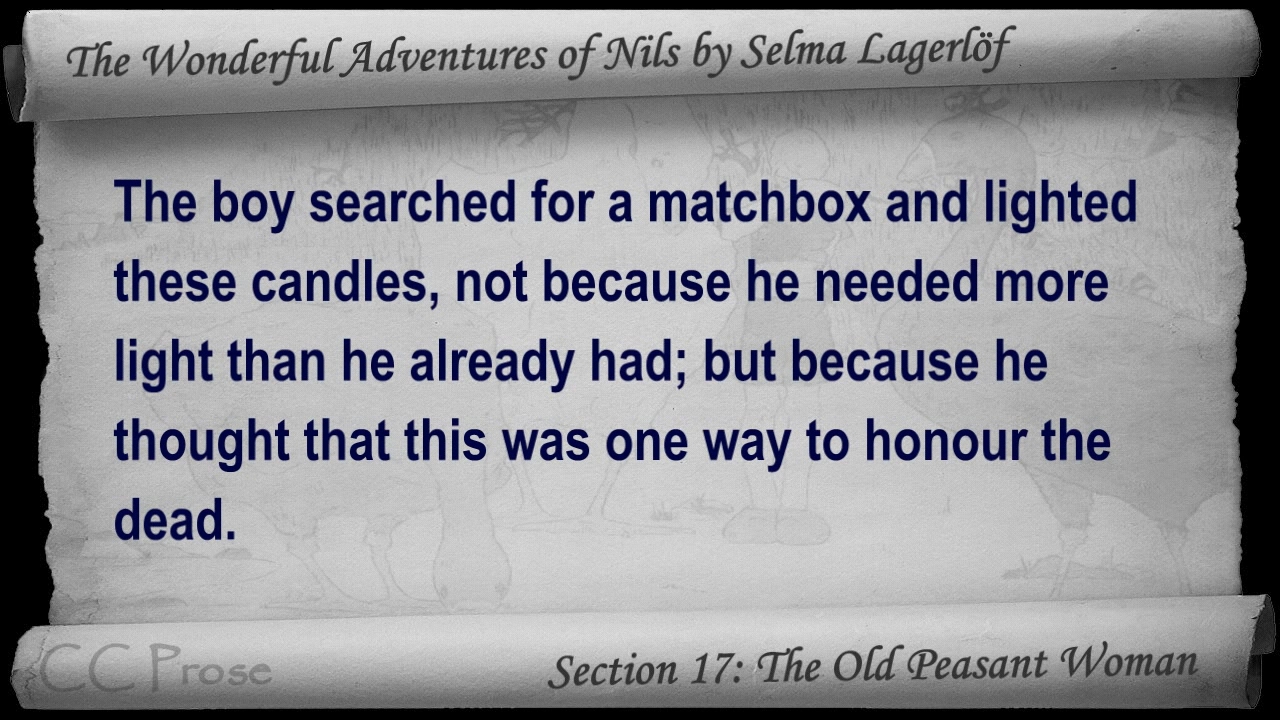 The Wonderful Adventures of Nils by Selma Lagerlöf
The boy searched for a matchbox and lighted
these candles, not because he needed more
light than he already had; but because he
thought that this was one way to honour the
dead.
CC Prose
Section 17: The Old Peasant Woman